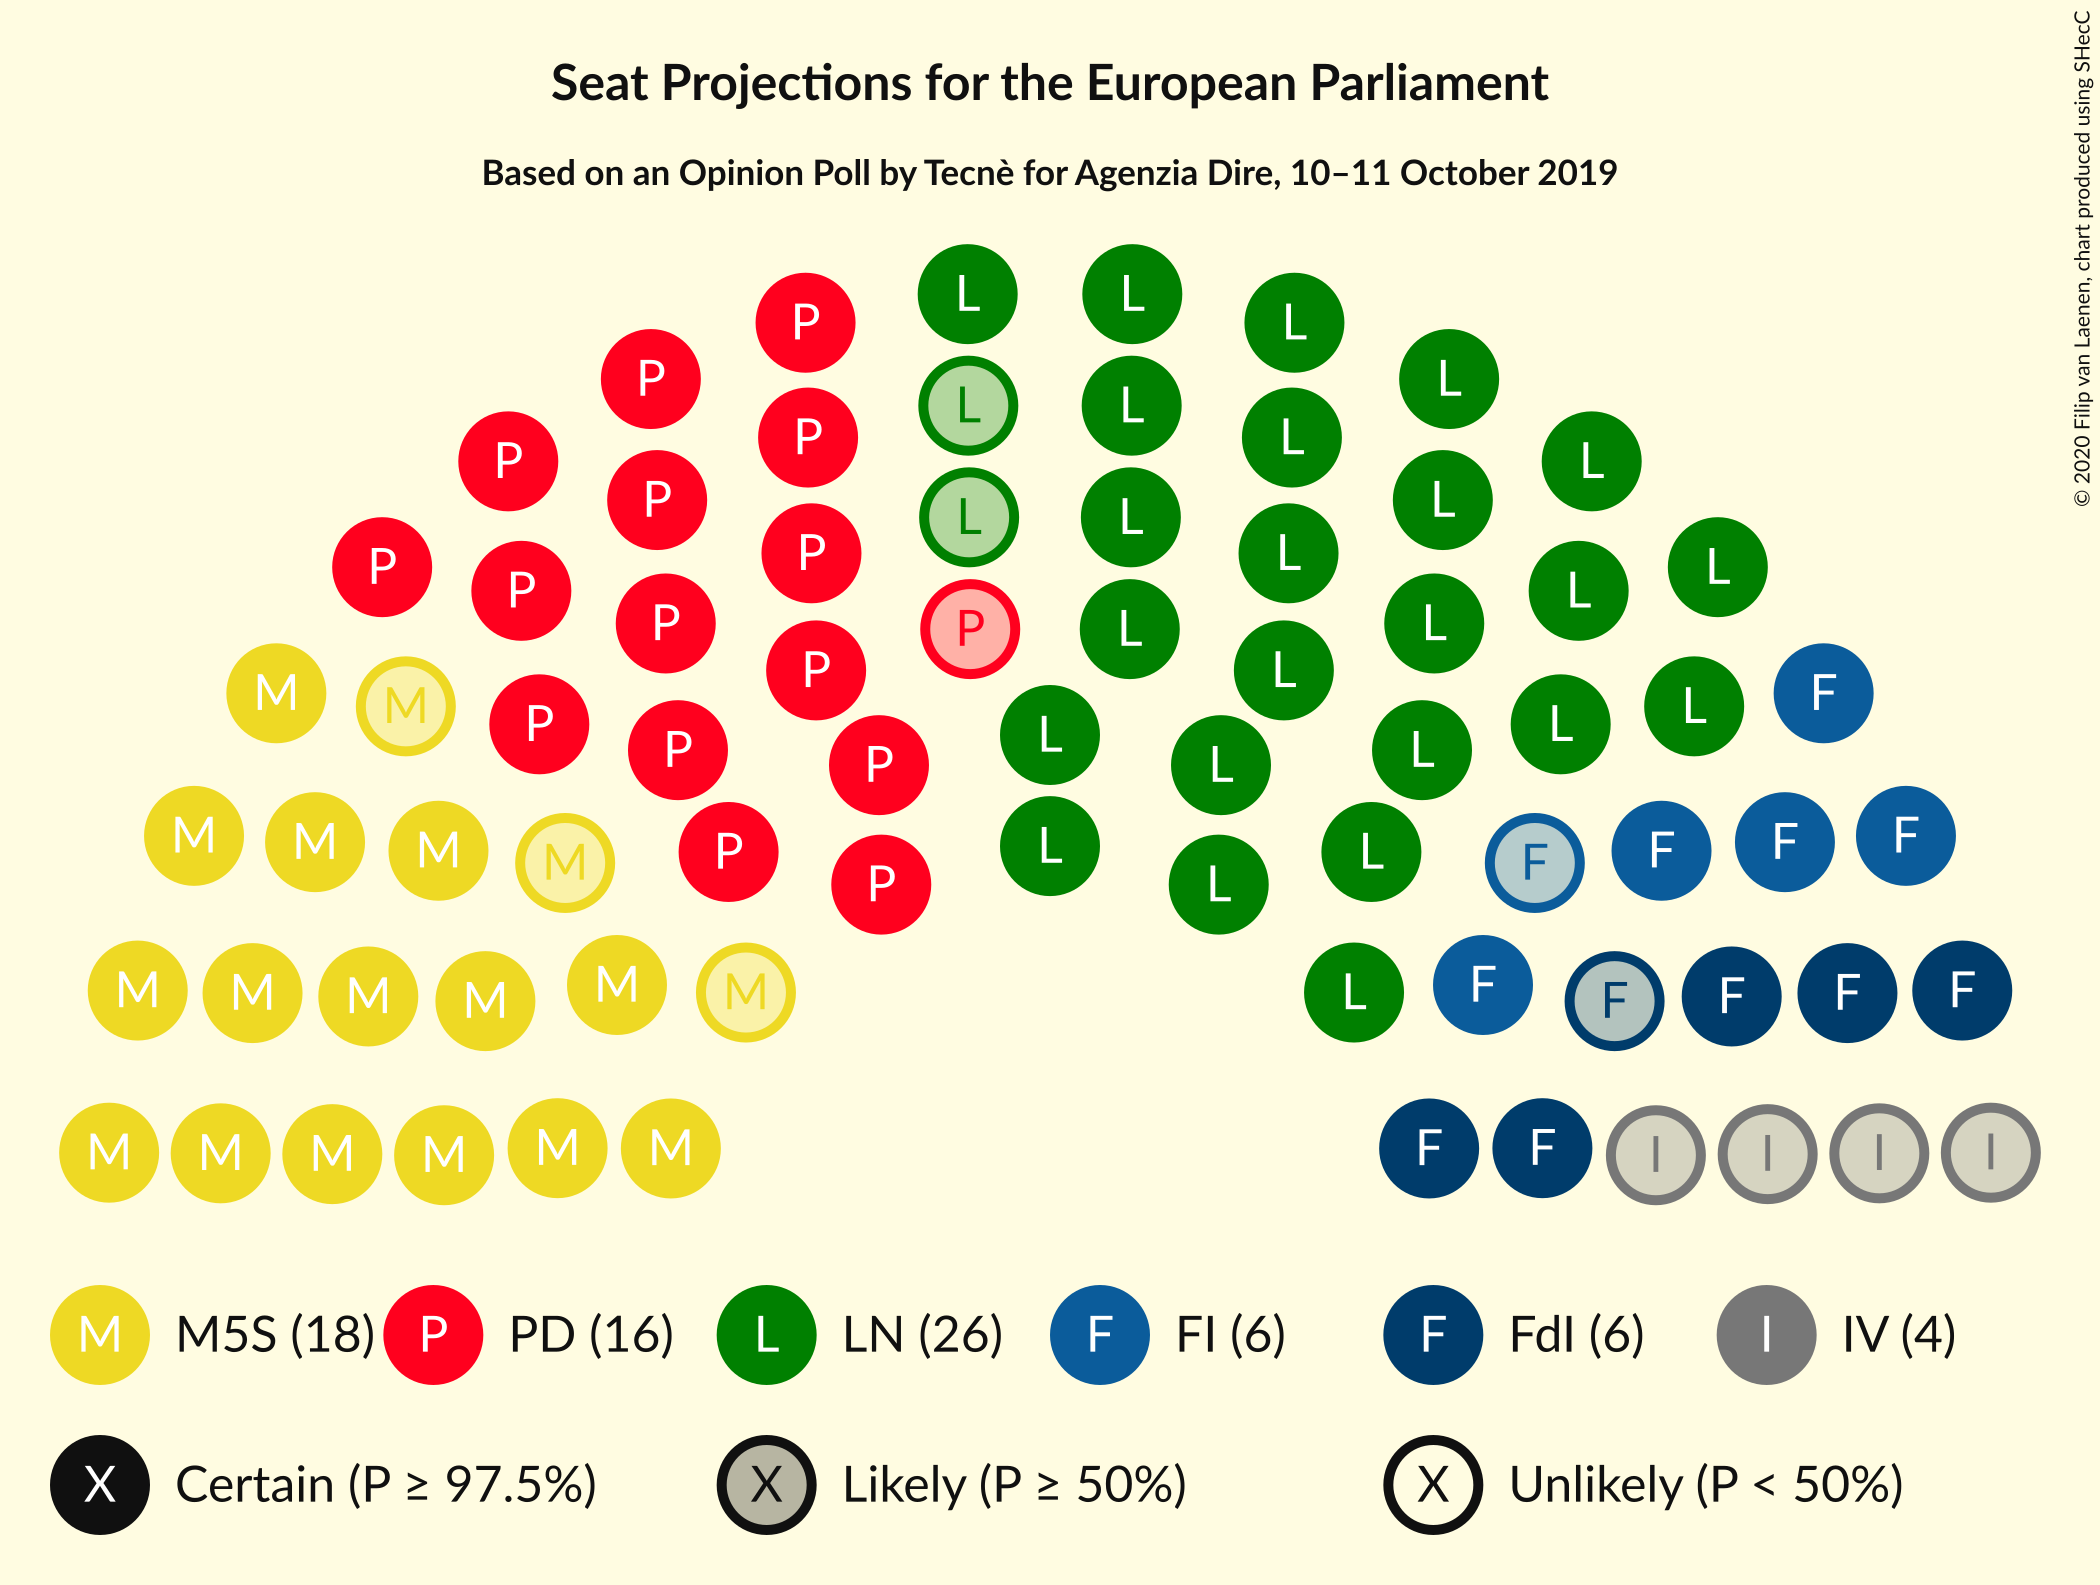 Seat Projections for the European Parliament
Based on an Opinion Poll by Tecnè for Agenzia Dire, 10–11 October 2019
© 2020 Filip van Laenen, chart produced using SHecC
L L
P L
P L
L L
P L
P L
P L
L L
P L
P L
P L
P L
P L
P L
M M P P P P L L L L L F
P L
L
M M M M P P L L L F F F F
P L
M M M M M M L F F F F F
M M M M M M F F I I I I
M M5S (18) P PD (16) L LN (26) F FI (6) F FdI (6) I IV (4)
X Certain (P ≥ 97.5%) X Likely (P ≥ 50%) X Unlikely (P < 50%)